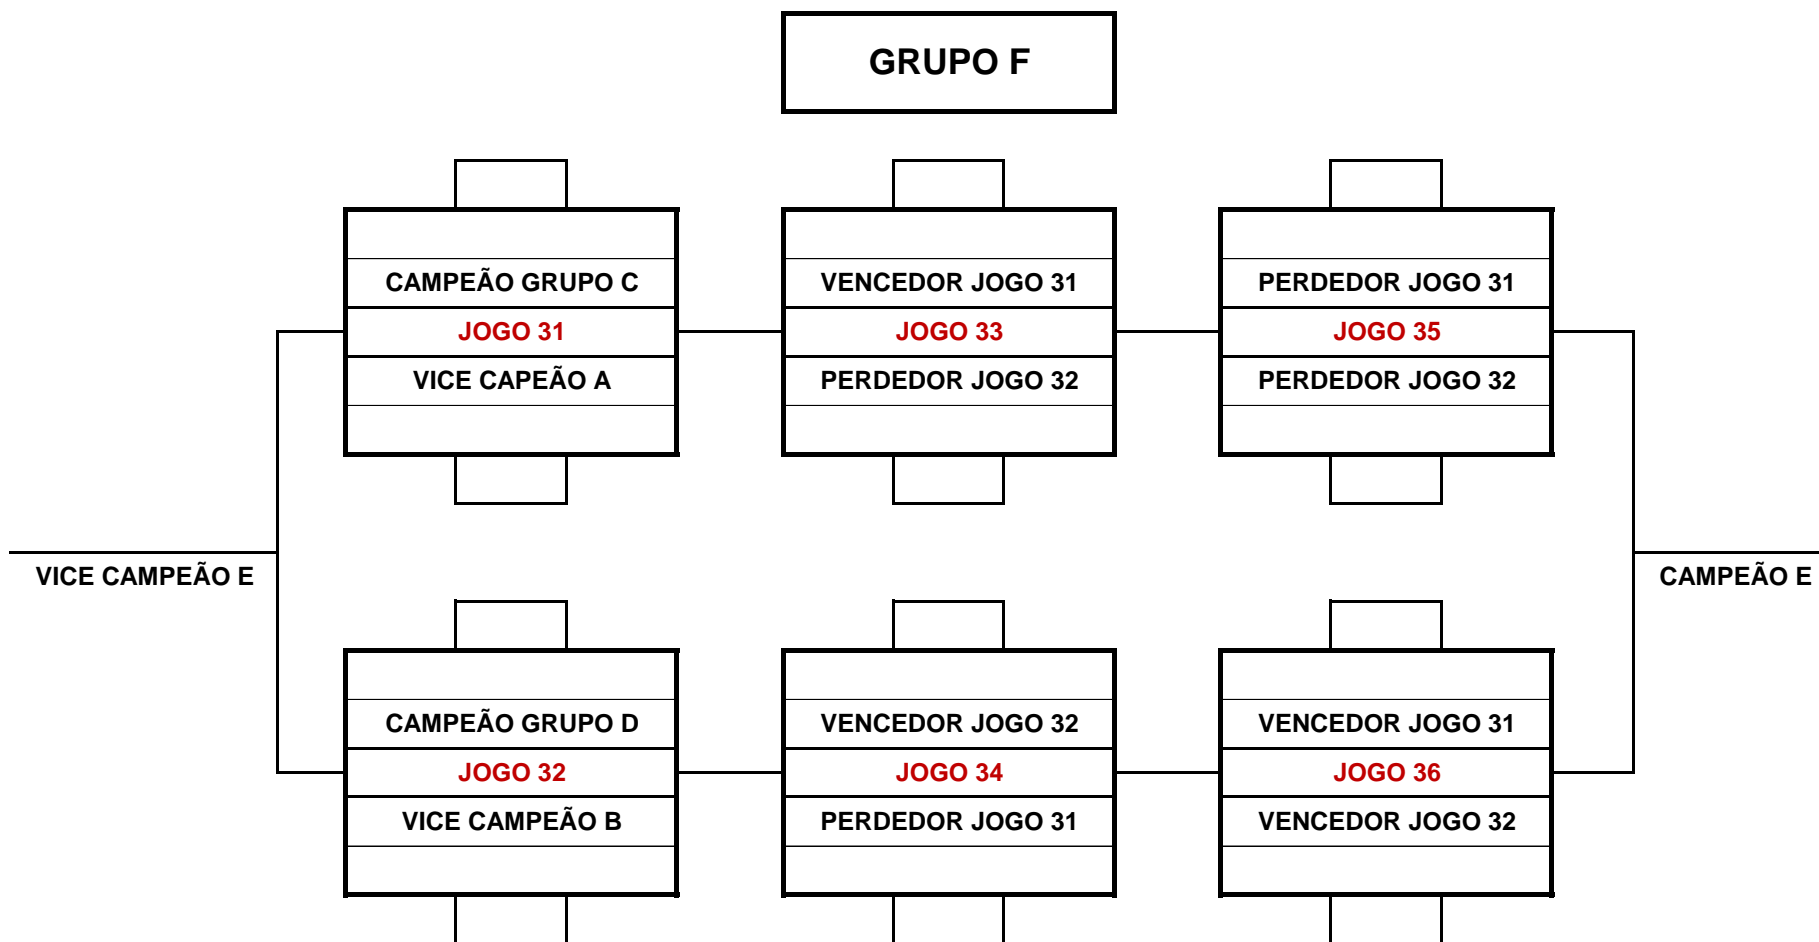 GRUPO F
CAMPEÃO GRUPO C
JOGO 31
VICE CAPEÃO A
VENCEDOR JOGO 31
JOGO 33
PERDEDOR JOGO 32
PERDEDOR JOGO 31
JOGO 35
PERDEDOR JOGO 32
VICE CAMPEÃO E
CAMPEÃO E
CAMPEÃO GRUPO D
JOGO 32
VICE CAMPEÃO B
VENCEDOR JOGO 32
JOGO 34
PERDEDOR JOGO 31
VENCEDOR JOGO 31
JOGO 36
VENCEDOR JOGO 32